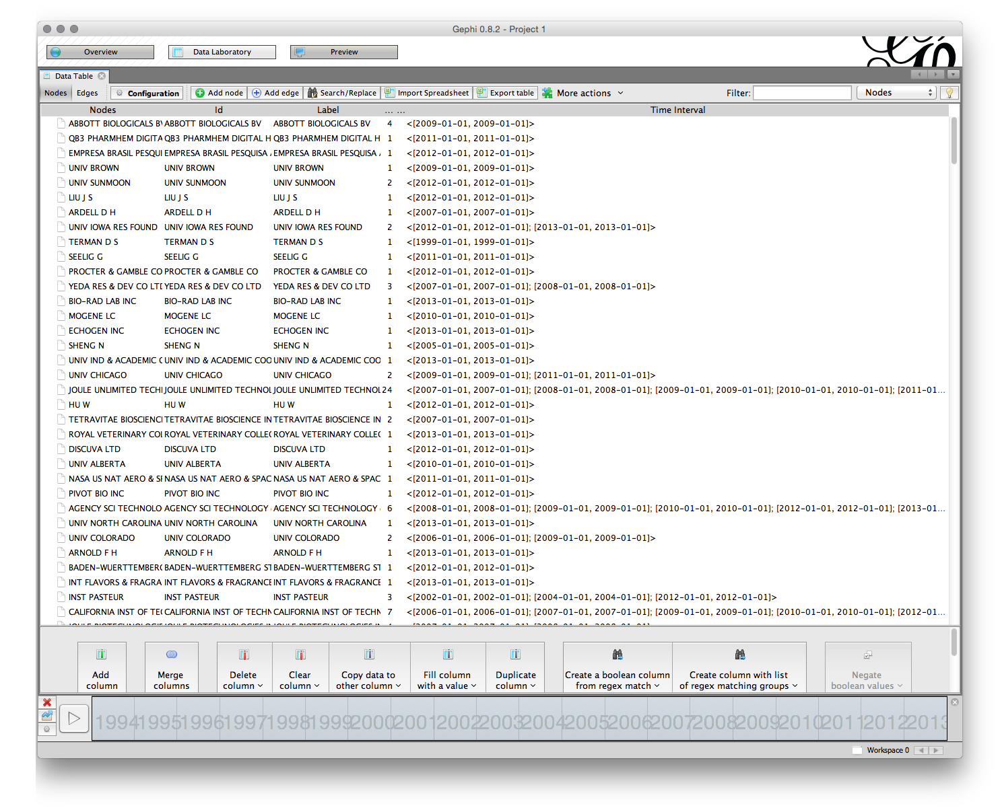 Gephi 0.8.2 - Project 1
Overview Data Laboratory Preview
Data Table
Nodes Edges Configuration Add node Add edge Search/Replace Import Spreadsheet Export table More actions Filter: Nodes
Nodes Id Label ... ... Time Interval
ABBOTT BIOLOGICALS BV ABBOTT BIOLOGICALS BV ABBOTT BIOLOGICALS BV 4 <[2009-01-01, 2009-01-01]>
QB3 PHARMHEM DIGITA QB3 PHARMHEM DIGITAL H QB3 PHARMHEM DIGITAL H 1 <[2011-01-01, 2011-01-01]>
EMPRESA BRASIL PESQUI EMPRESA BRASIL PESQUISA EMPRESA BRASIL PESQUISA 1 <[2012-01-01, 2012-01-01]>
UNIV BROWN UNIV BROWN UNIV BROWN 1 <[2009-01-01, 2009-01-01]>
UNIV SUNMOON UNIV SUNMOON UNIV SUNMOON 2 <[2012-01-01, 2012-01-01]>
LIU J S LIU J S LIU J S 1 <[2012-01-01, 2012-01-01]>
ARDELL D H ARDELL D H ARDELL D H 1 <[2007-01-01, 2007-01-01]>
UNIV IOWA RES FOUND UNIV IOWA RES FOUND UNIV IOWA RES FOUND 2 <[2012-01-01, 2012-01-01]; [2013-01-01, 2013-01-01]>
TERMAN D S TERMAN D S TERMAN D S 1 <[1999-01-01, 1999-01-01]>
SEELIG G SEELIG G SEELIG G 1 <[2011-01-01, 2011-01-01]>
PROCTER & GAMBLE CO PROCTER & GAMBLE CO PROCTER & GAMBLE CO 1 <[2012-01-01, 2012-01-01]>
YEDA RES & DEV CO LTD YEDA RES & DEV CO LTD YEDA RES & DEV CO LTD 3 <[2007-01-01, 2007-01-01]; [2008-01-01, 2008-01-01]>
BIO-RAD LAB INC BIO-RAD LAB INC BIO-RAD LAB INC 1 <[2013-01-01, 2013-01-01]>
MOGENE LC MOGENE LC MOGENE LC 1 <[2010-01-01, 2010-01-01]>
ECHOGEN INC ECHOGEN INC ECHOGEN INC 1 <[2013-01-01, 2013-01-01]>
SHENG N SHENG N SHENG N 1 <[2005-01-01, 2005-01-01]>
UNIV IND & ACADEMIC C UNIV IND & ACADEMIC COO UNIV IND & ACADEMIC COO 1 <[2013-01-01, 2013-01-01]>
UNIV CHICAGO UNIV CHICAGO UNIV CHICAGO 2 <[2009-01-01, 2009-01-01]; [2011-01-01, 2011-01-01]>
JOULE UNLIMITED TECH JOULE UNLIMITED TECHNOL JOULE UNLIMITED TECHNOL 24 <[2007-01-01, 2007-01-01]; [2008-01-01, 2008-01-01]; [2009-01-01, 2009-01-01]; [2010-01-01, 2010-01-01]; [2011-01...
HU W HU W HU W 1 <[2012-01-01, 2012-01-01]>
TETRAVITAE BIOSCIENC TETRAVITAE BIOSCIENCE IN TETRAVITAE BIOSCIENCE IN 2 <[2007-01-01, 2007-01-01]>
ROYAL VETERINARY COL ROYAL VETERINARY COLLEC ROYAL VETERINARY COLLEC 1 <[2013-01-01, 2013-01-01]>
DISCUVA LTD DISCUVA LTD DISCUVA LTD 1 <[2012-01-01, 2012-01-01]>
UNIV ALBERTA UNIV ALBERTA UNIV ALBERTA 1 <[2010-01-01, 2010-01-01]>
NASA US NAT AERO & SP NASA US NAT AERO & SPAC NASA US NAT AERO & SPAC 1 <[2011-01-01, 2011-01-01]>
PIVOT BIO INC PIVOT BIO INC PIVOT BIO INC 1 <[2012-01-01, 2012-01-01]>
AGENCY SCI TECHNOLO AGENCY SCI TECHNOLOGY AGENCY SCI TECHNOLOGY 6 <[2008-01-01, 2008-01-01]; [2009-01-01, 2009-01-01]; [2010-01-01, 2010-01-01]; [2012-01-01, 2012-01-01]; [2013-01...
UNIV NORTH CAROLINA UNIV NORTH CAROLINA UNIV NORTH CAROLINA 1 <[2013-01-01, 2013-01-01]>
UNIV COLORADO UNIV COLORADO UNIV COLORADO 2 <[2006-01-01, 2006-01-01]; [2009-01-01, 2009-01-01]>
ARNOLD F H ARNOLD F H ARNOLD F H 1 <[2013-01-01, 2013-01-01]>
BADEN-WUERTTEMBERG BADEN-WUERTTEMBERG ST BADEN-WUERTTEMBERG ST 1 <[2012-01-01, 2012-01-01]>
INT FLAVORS & FRAGRA INT FLAVORS & FRAGRANCE INT FLAVORS & FRAGRANCE 1 <[2013-01-01, 2013-01-01]>
INST PASTEUR INST PASTEUR INST PASTEUR 3 <[2002-01-01, 2002-01-01]; [2004-01-01, 2004-01-01]; [2012-01-01, 2012-01-01]>
CALIFORNIA INST OF TEC CALIFORNIA INST OF TECHN CALIFORNIA INST OF TECHN 7 <[2006-01-01, 2006-01-01]; [2007-01-01, 2007-01-01]; [2009-01-01, 2009-01-01]; [2010-01-01, 2010-01-01]; [2012-01...
Add column
Merge columns
Delete column
Clear column
Copy data to other column
Fill column with a value
Duplicate column
Create a boolean column from regex match
Create column with list of regex matching groups
Negate boolean values
1994 1995 1996 1997 1998 1999 2000 2001 2002 2003 2004 2005 2006 2007 2008 2009 2010 2011 2012 2013
Workspace 0